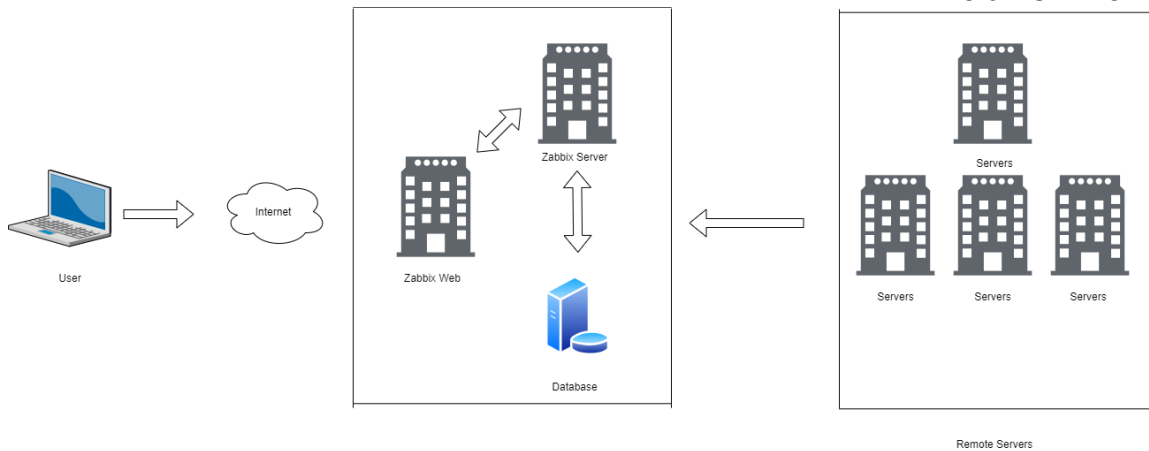 User
Internet
Zabbix Server
Zabbix Web
Database
Servers
Servers
Servers
Servers
Remote Servers